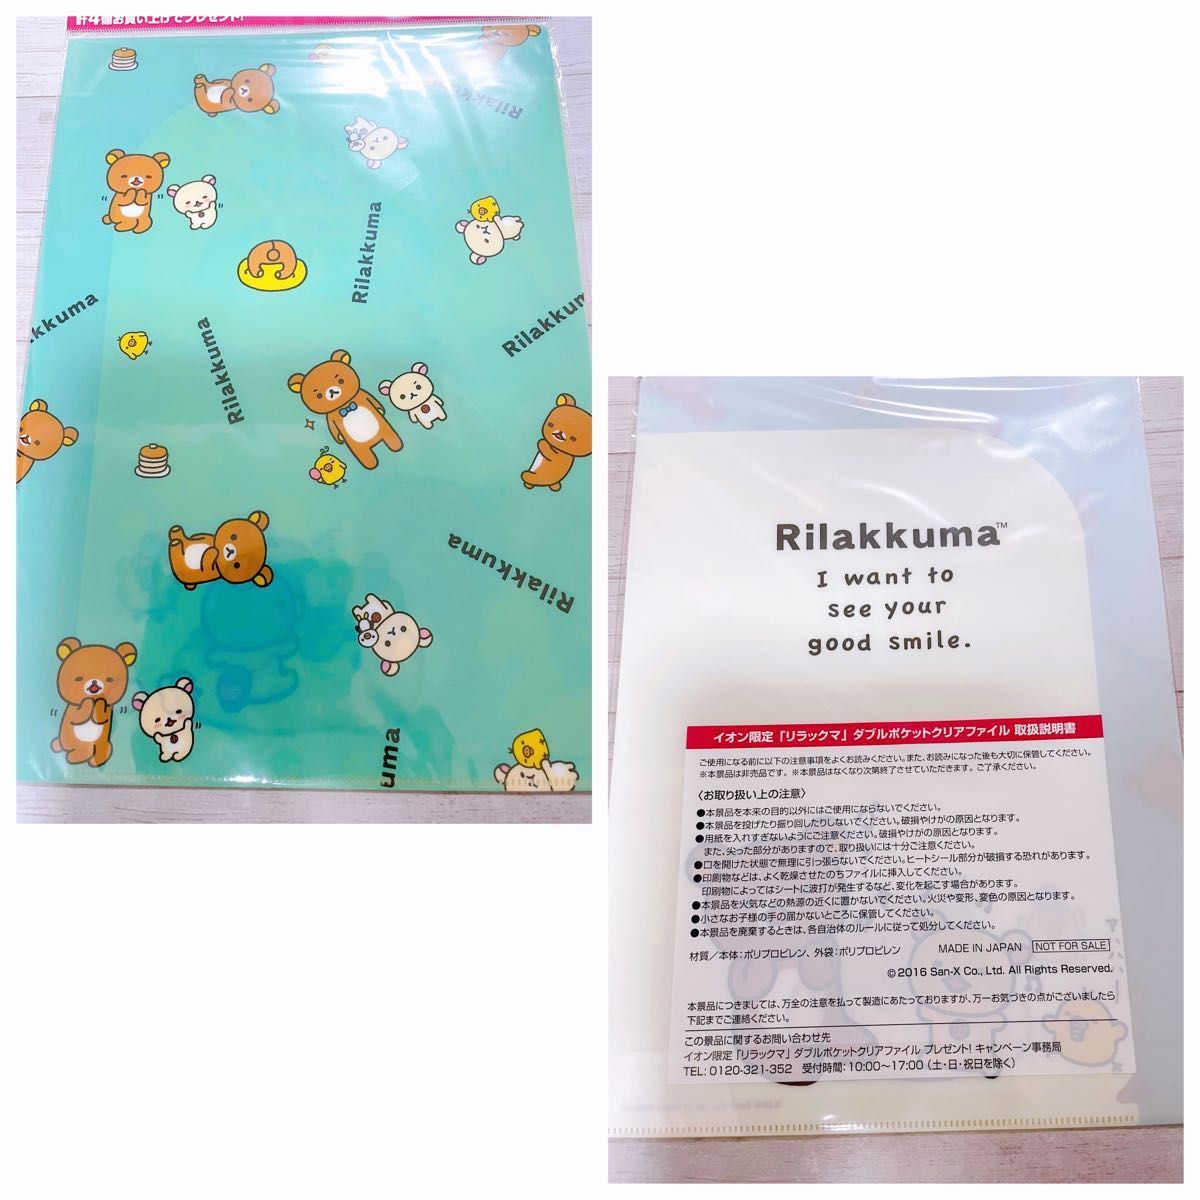 計4個お買い上げでプレゼント!
Rilakkuma
Rilakkuma
kkuma
Rilakkuma
Rilakkum
Rilakkuma
uma
Rilakkuma™
I want to
see your
good smile.
イオン限定「リラックマ」ダブルポケットクリアファイル 取扱説明書
ご使用になる前に以下の注意事項をよくお読みください。また、お読みになった後も大切に保管してください。
※本景品は非売品です。※本景品はなくなり次第終了させていただきます。ご了承ください。
〈お取り扱い上の注意〉
●本景品を本来の目的以外にはご使用にならないでください。
●本景品を投げたり振り回したりしないでください。破損やけがの原因となります。
●用紙を入れすぎないようにご注意ください。破損やけがの原因となります。
また、尖った部分がありますので、取り扱いには十分ご注意ください。
●口を開けた状態で無理に引っ張らないでください。ヒートシール部分が破損する恐れがあります。
●印刷物などは、よく乾燥させたのちファイルに挿入してください。
印刷物によってはシートに波打が発生するなど、変化を起こす場合があります。
●本景品を火気などの熱源の近くに置かないでください。火災や変形、変色の原因となります。
●小さなお子様の手の届かないところに保管してください。
●本景品を廃棄するときは、各自治体のルールに従って処分してください。
材質／本体:ポリプロピレン、外袋:ポリプロピレン MADE IN JAPAN NOT FOR SALE
©2016 San-X Co., Ltd. All Rights Reserved.
本景品につきましては、万全の注意を払って製造にあたっておりますが、万一お気づきの点がございましたら
下記までご連絡ください。
この景品に関するお問い合わせ先
イオン限定「リラックマ」ダブルポケットクリアファイル プレゼント! キャンペーン事務局
TEL: 0120-321-352 受付時間:10:00〜17:00(土・日・祝日を除く)